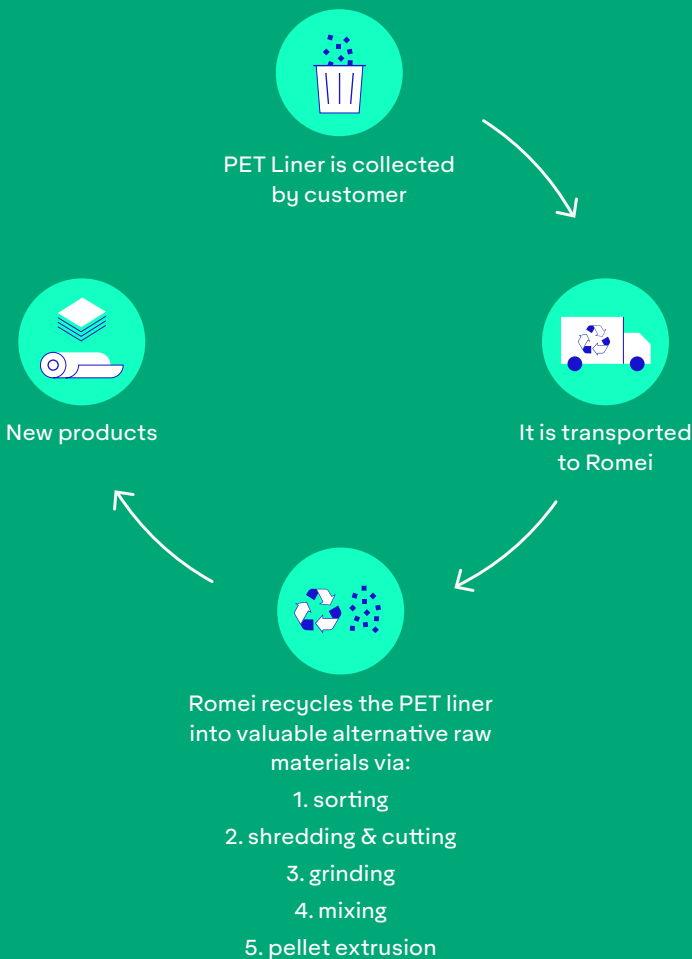 PET Liner is collected
by customer
It is transported
to Romei
Romei recycles the PET liner
into valuable alternative raw
materials via:
1. sorting
2. shredding & cutting
3. grinding
4. mixing
5. pellet extrusion
New products